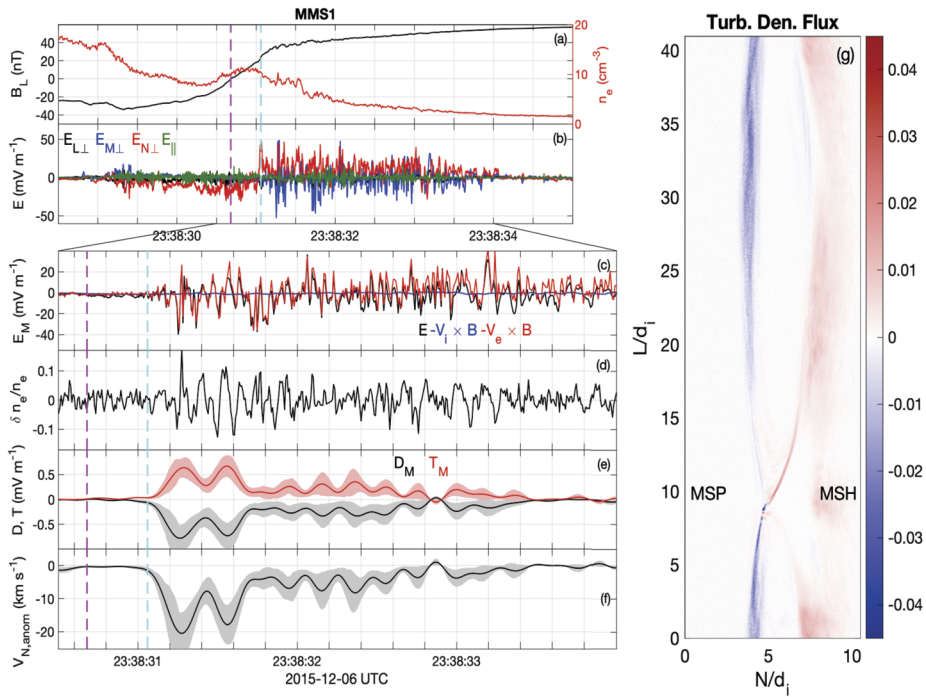 MMS1
B_L (nT)
40
20
0
-20
-40
(a)
20
10
0
n_e (cm^-3)
E (mV m^-1)
50
0
-50
E_L⊥ E_M⊥ E_N⊥ E_||
(b)
23:38:30 23:38:32 23:38:34
E_M (mV m^-1)
20
0
-20
-40
(c)
E -V_i × B -V_e × B
δ n_e/n_e
0.1
0
-0.1
(d)
D, T (mV m^-1)
0.5
0
-0.5
D_M T_M
(e)
V_N,anom (km s^-1)
0
-10
-20
(f)
23:38:31 23:38:32 23:38:33
2015-12-06 UTC
Turb. Den. Flux
(g)
L/d_i
40
35
30
25
20
15
10
5
0
MSP MSH
0 5 10
N/d_i
0.04
0.03
0.02
0.01
0
-0.01
-0.02
-0.03
-0.04